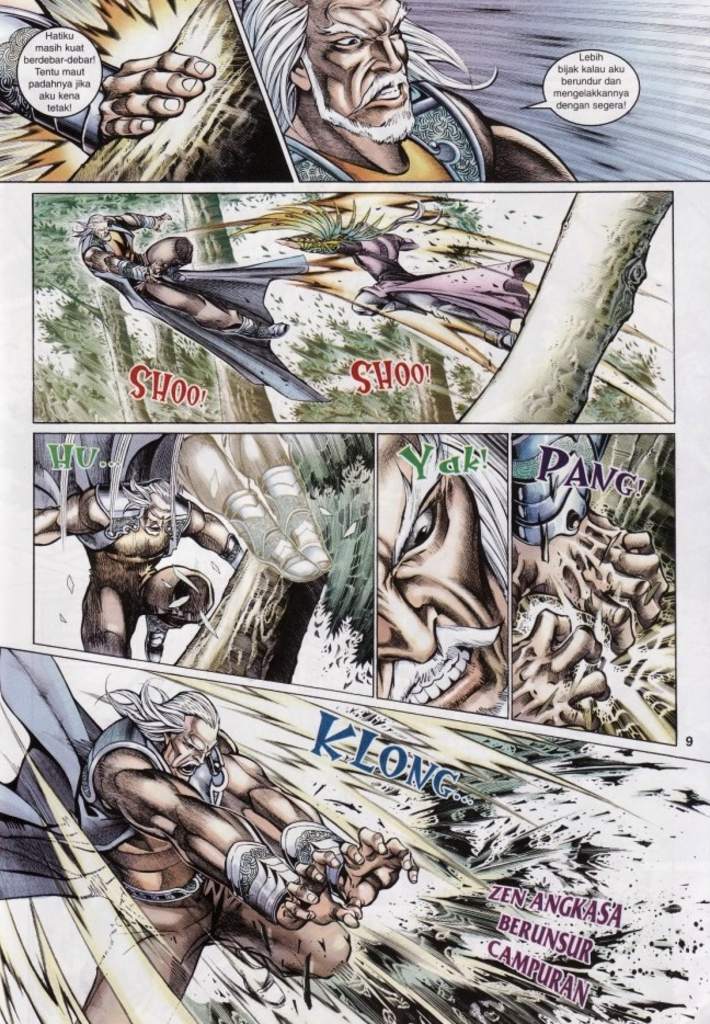 Hatiku
masih kuat
berdebar-debar!
Tentu maut
padahnya jika
aku kena
tetak!
Lebih
bijak kalau aku
berundur dan
mengelakkannya
dengan segera!
SHOO!
SHOO!
HU...
YAK!
PANG!
9
KLONG...
ZEN ANGKASA
BERUNSUR
CAMPURAN